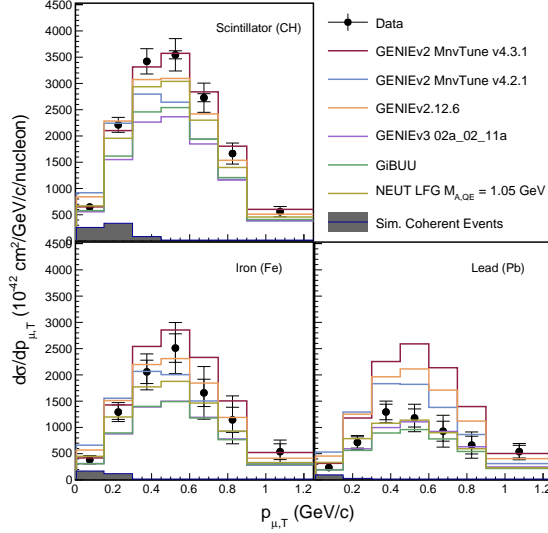 Scintillator (CH)
4500
4000
3500
3000
2500
2000
1500
1000
500
0
Data
GENIEv2 MnvTune v4.3.1
GENIEv2 MnvTune v4.2.1
GENIEv2.12.6
GENIEv3 02a_02_11a
GiBUU
NEUT LFG M_A,QE = 1.05 GeV
Sim. Coherent Events
dσ/dp_μ,T (10⁻⁴² cm²/GeV/c/nucleon)
Iron (Fe)
4500
4000
3500
3000
2500
2000
1500
1000
500
0
Lead (Pb)
0 0.2 0.4 0.6 0.8 1 1.2
0.2 0.4 0.6 0.8 1 1.2
p_μ,T (GeV/c)
p_μ,T (GeV/c)